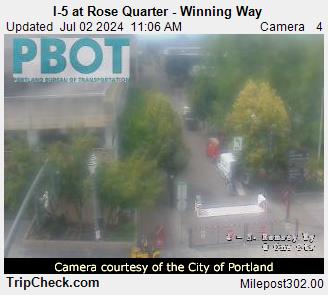 I-5 at Rose Quarter - Winning Way
Updated Jul 02 2024 11:06 AM Camera 4
PBOT
PORTLAND BUREAU OF TRANSPORTATION
Camera courtesy of the City of Portland
TripCheck.com Milepost302.00